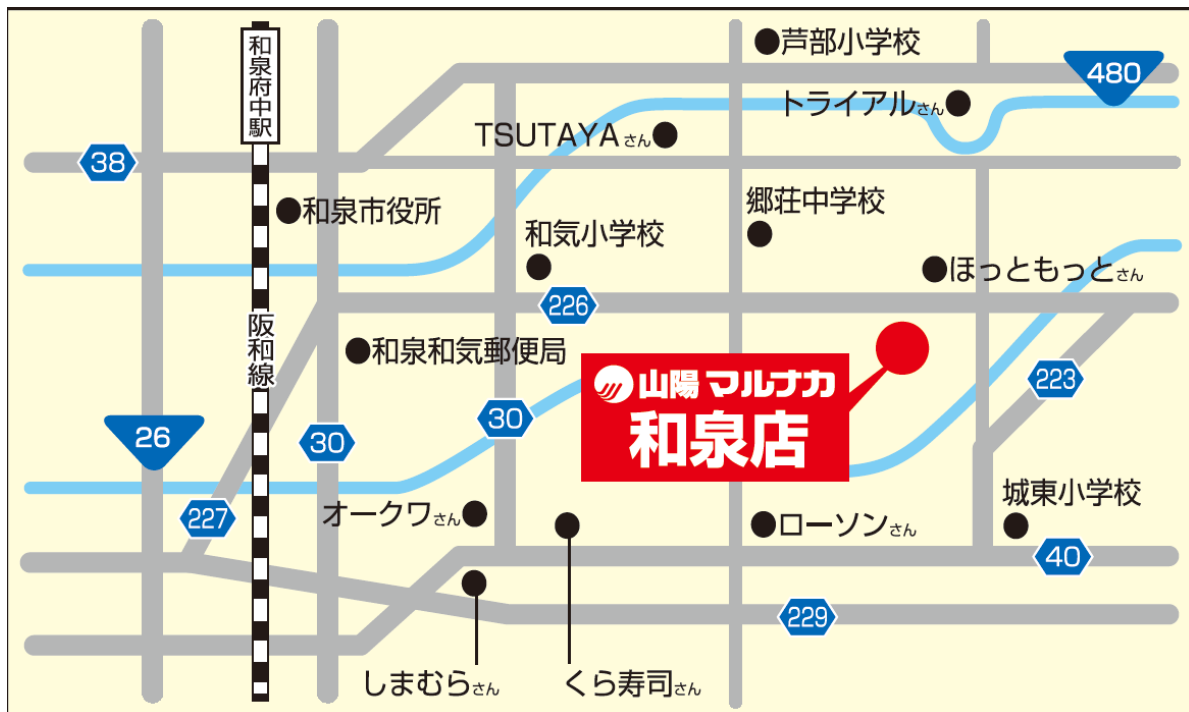 芦部小学校
和泉府中駅
480
トライアルさん
TSUTAYAさん
38
和泉市役所
郷荘中学校
和気小学校
ほっともっとさん
226
阪和線
和泉和気郵便局
山陽 マルナカ
和泉店
223
30
26
30
城東小学校
227
オークワさん
ローソンさん
40
229
しまむらさん
くら寿司さん